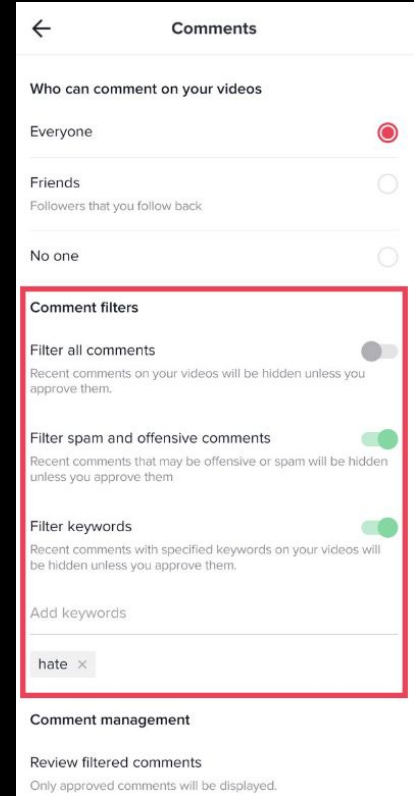 Comments
Who can comment on your videos
Everyone
Friends
Followers that you follow back
No one
Comment filters
Filter all comments
Recent comments on your videos will be hidden unless you
approve them.
Filter spam and offensive comments
Recent comments that may be offensive or spam will be hidden
unless you approve them
Filter keywords
Recent comments with specified keywords on your videos will
be hidden unless you approve them.
Add keywords
hate ×
Comment management
Review filtered comments
Only approved comments will be displayed.